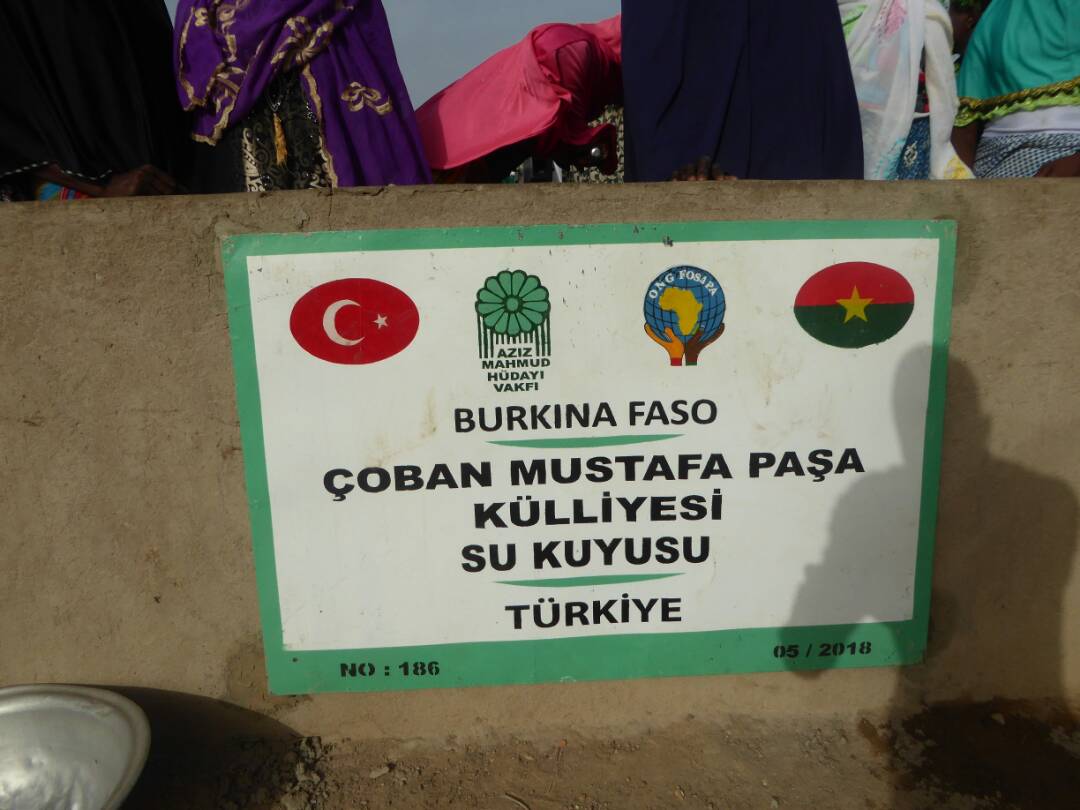 AZIZ
MAHMUD
HÜDAYI
VAKFI
ONG FOSAPA
BURKINA FASO
ÇOBAN MUSTAFA PAŞA
KÜLLİYESİ
SU KUYUSU
TÜRKİYE
NO : 186
05 / 2018